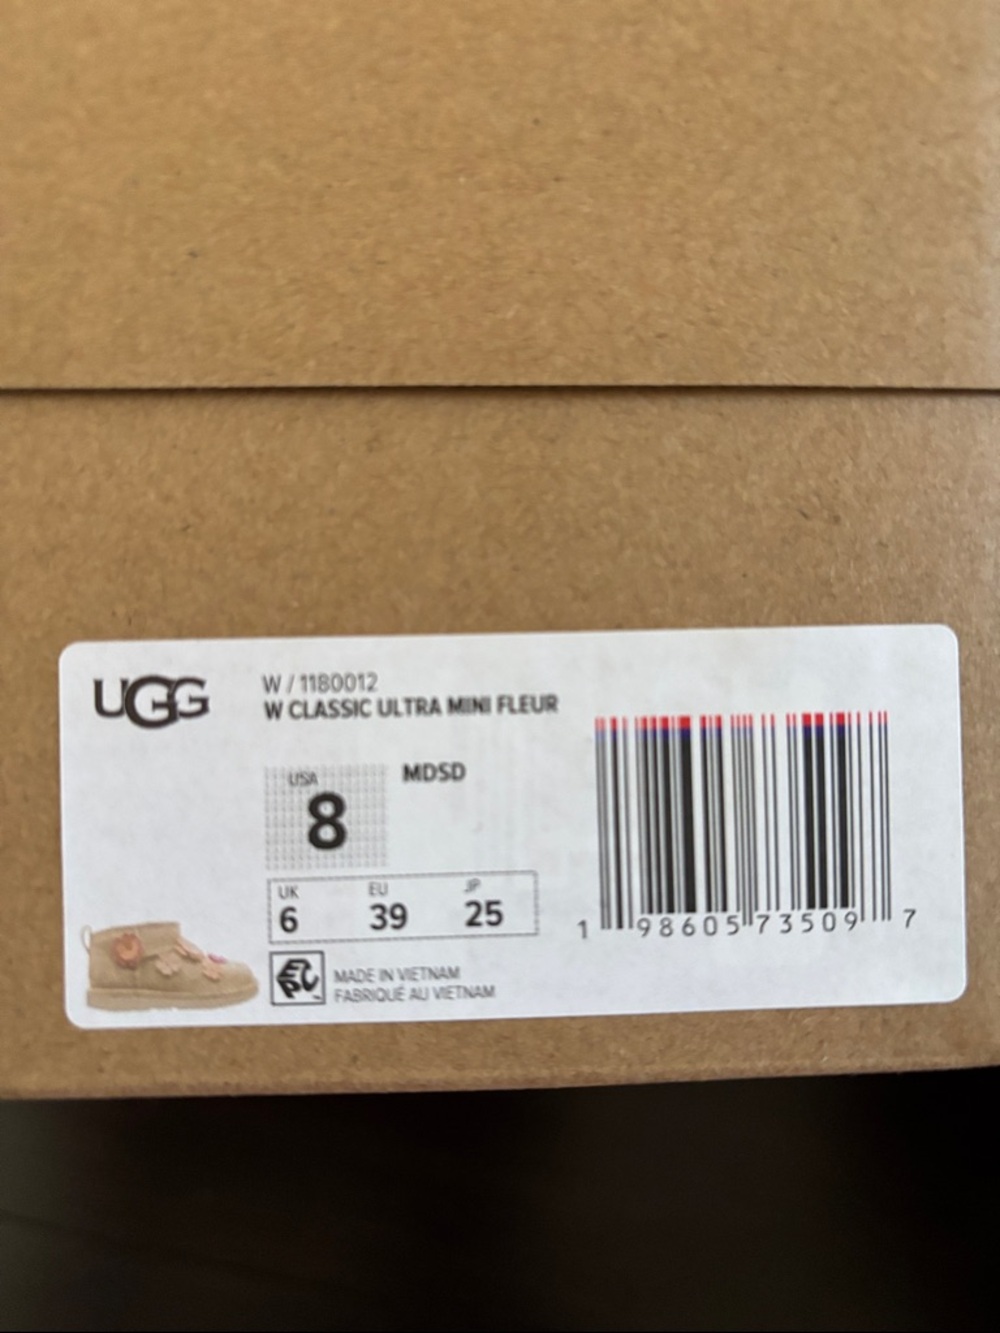 UGG
W / 1180012
W CLASSIC ULTRA MINI FLEUR
USA
8
MDSD
UK EU JP
6 39 25
EPC
MADE IN VIETNAM
FABRIQUÉ AU VIETNAM
1 98605 73509 7